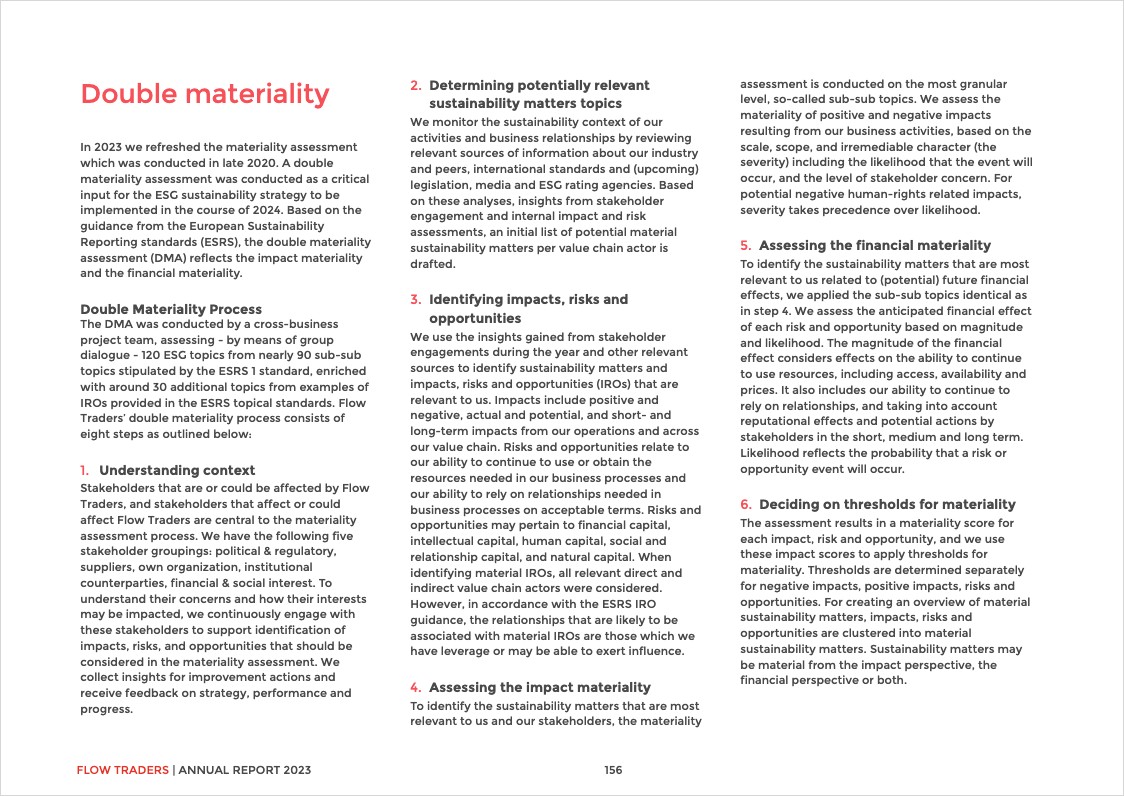 Double materiality
In 2023 we refreshed the materiality assessment
which was conducted in late 2020. A double
materiality assessment was conducted as a critical
input for the ESG sustainability strategy to be
implemented in the course of 2024. Based on the
guidance from the European Sustainability
Reporting standards (ESRS), the double materiality
assessment (DMA) reflects the impact materiality
and the financial materiality.
Double Materiality Process
The DMA was conducted by a cross-business
project team, assessing - by means of group
dialogue - 120 ESG topics from nearly 90 sub-sub
topics stipulated by the ESRS 1 standard, enriched
with around 30 additional topics from examples of
IROs provided in the ESRS topical standards. Flow
Traders' double materiality process consists of
eight steps as outlined below:
1. Understanding context
Stakeholders that are or could be affected by Flow
Traders, and stakeholders that affect or could
affect Flow Traders are central to the materiality
assessment process. We have the following five
stakeholder groupings: political & regulatory,
suppliers, own organization, institutional
counterparties, financial & social interest. To
understand their concerns and how their interests
may be impacted, we continuously engage with
these stakeholders to support identification of
impacts, risks, and opportunities that should be
considered in the materiality assessment. We
collect insights for improvement actions and
receive feedback on strategy, performance and
progress.
2. Determining potentially relevant
sustainability matters topics
We monitor the sustainability context of our
activities and business relationships by reviewing
relevant sources of information about our industry
and peers, international standards and (upcoming)
legislation, media and ESG rating agencies. Based
on these analyses, insights from stakeholder
engagement and internal impact and risk
assessments, an initial list of potential material
sustainability matters per value chain actor is
drafted.
3. Identifying impacts, risks and
opportunities
We use the insights gained from stakeholder
engagements during the year and other relevant
sources to identify sustainability matters and
impacts, risks and opportunities (IROs) that are
relevant to us. Impacts include positive and
negative, actual and potential, and short- and
long-term impacts from our operations and across
our value chain. Risks and opportunities relate to
our ability to continue to use or obtain the
resources needed in our business processes and
our ability to rely on relationships needed in
business processes on acceptable terms. Risks and
opportunities may pertain to financial capital,
intellectual capital, human capital, social and
relationship capital, and natural capital. When
identifying material IROs, all relevant direct and
indirect value chain actors were considered.
However, in accordance with the ESRS IRO
guidance, the relationships that are likely to be
associated with material IROs are those which we
have leverage or may be able to exert influence.
4. Assessing the impact materiality
To identify the sustainability matters that are most
relevant to us and our stakeholders, the materiality
assessment is conducted on the most granular
level, so-called sub-sub topics. We assess the
materiality of positive and negative impacts
resulting from our business activities, based on the
scale, scope, and irremediable character (the
severity) including the likelihood that the event will
occur, and the level of stakeholder concern. For
potential negative human-rights related impacts,
severity takes precedence over likelihood.
5. Assessing the financial materiality
To identify the sustainability matters that are most
relevant to us related to (potential) future financial
effects, we applied the sub-sub topics identical as
in step 4. We assess the anticipated financial effect
of each risk and opportunity based on magnitude
and likelihood. The magnitude of the financial
effect considers effects on the ability to continue
to use resources, including access, availability and
prices. It also includes our ability to continue to
rely on relationships, and taking into account
reputational effects and potential actions by
stakeholders in the short, medium and long term.
Likelihood reflects the probability that a risk or
opportunity event will occur.
6. Deciding on thresholds for materiality
The assessment results in a materiality score for
each impact, risk and opportunity, and we use
these impact scores to apply thresholds for
materiality. Thresholds are determined separately
for negative impacts, positive impacts, risks and
opportunities. For creating an overview of material
sustainability matters, impacts, risks and
opportunities are clustered into material
sustainability matters. Sustainability matters may
be material from the impact perspective, the
financial perspective or both.
FLOW TRADERS | ANNUAL REPORT 2023
156